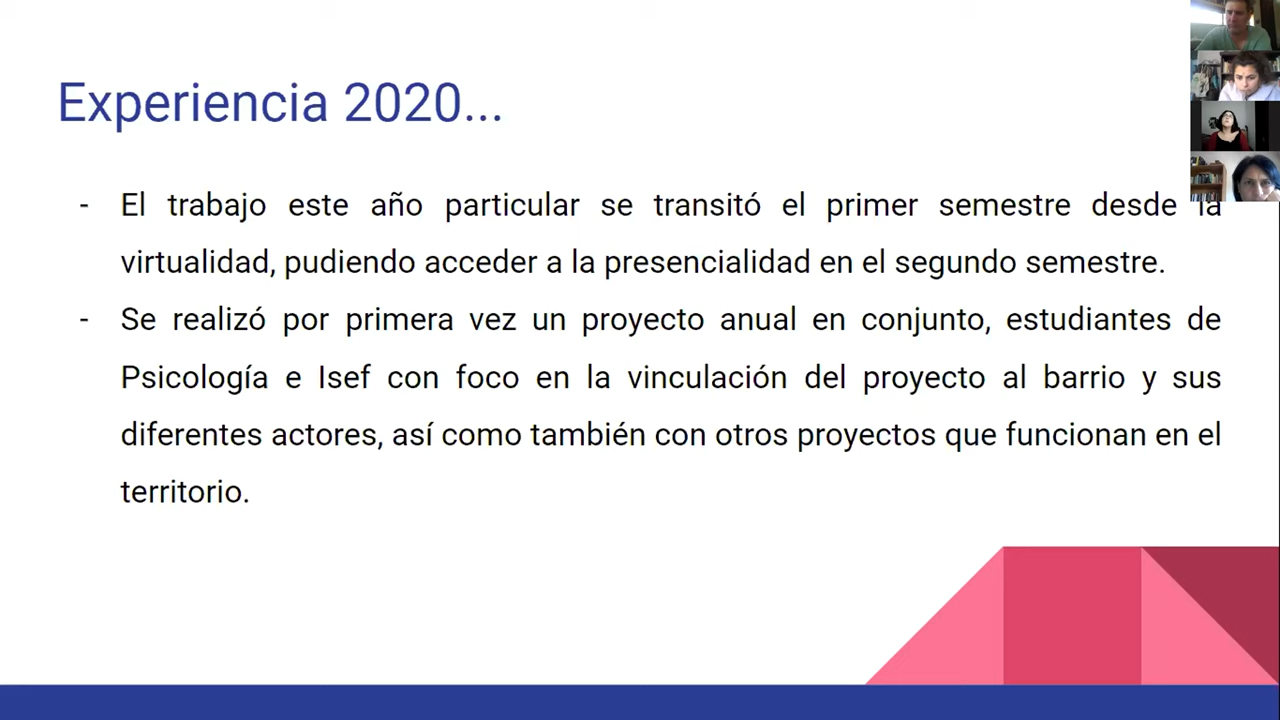 Experiencia 2020...
- El trabajo este año particular se transitó el primer semestre desde la
virtualidad, pudiendo acceder a la presencialidad en el segundo semestre.
- Se realizó por primera vez un proyecto anual en conjunto, estudiantes de
Psicología e Isef con foco en la vinculación del proyecto al barrio y sus
diferentes actores, así como también con otros proyectos que funcionan en el
territorio.